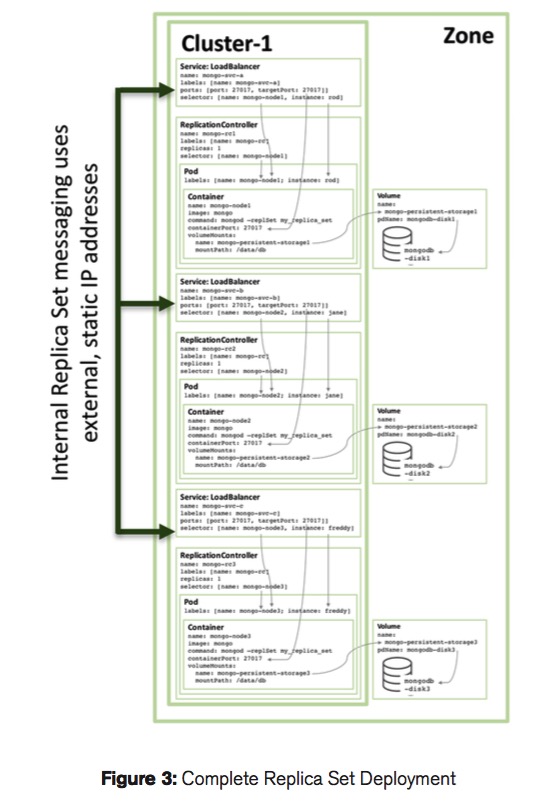 Cluster-1
Zone
Internal Replica Set messaging uses
external, static IP addresses
Service: LoadBalancer
name: mongo-svc-a
labels: [name: mongo-svc-a]
ports: [port: 27017, targetPort: 27017]]
selector: [name: mongo-node1, instance: rod]
ReplicationController
name: mongo-rc1
labels: [name: mongo-rc]
replicas: 1
selector: [name: mongo-node1]
Pod
labels: [name: mongo-node1; instance: rod]
Container
name: mongo-node1
image: mongo
command: mongod -replSet my_replica_set
containerPort: 27017
volumeMounts:
name: mongo-persistent-storage1
mountPath: /data/db
Volume
name:
mongo-persistent-storage1
pdName: mongodb-disk1
mongodb
-disk1
Service: LoadBalancer
name: mongo-svc-b
labels: [name: mongo-svc-b]
ports: [port: 27017, targetPort: 27017]]
selector: [name: mongo-node2, instance: jane]
ReplicationController
name: mongo-rc2
labels: [name: mongo-rc]
replicas: 1
selector: [name: mongo-node2]
Pod
labels: [name: mongo-node2; instance: jane]
Container
name: mongo-node2
image: mongo
command: mongod -replSet my_replica_set
containerPort: 27017
volumeMounts:
name: mongo-persistent-storage2
mountPath: /data/db
Volume
name:
mongo-persistent-storage2
pdName: mongodb-disk2
mongodb
-disk2
Service: LoadBalancer
name: mongo-svc-c
labels: [name: mongo-svc-c]
ports: [port: 27017, targetPort: 27017]]
selector: [name: mongo-node3, instance: freddy]
ReplicationController
name: mongo-rc3
labels: [name: mongo-rc]
replicas: 1
selector: [name: mongo-node3]
Pod
labels: [name: mongo-node3; instance: freddy]
Container
name: mongo-node3
image: mongo
command: mongod -replSet my_replica_set
containerPort: 27017
volumeMounts:
name: mongo-persistent-storage3
mountPath: /data/db
Volume
name:
mongo-persistent-storage3
pdName: mongodb-disk3
mongodb
-disk3
Figure 3: Complete Replica Set Deployment